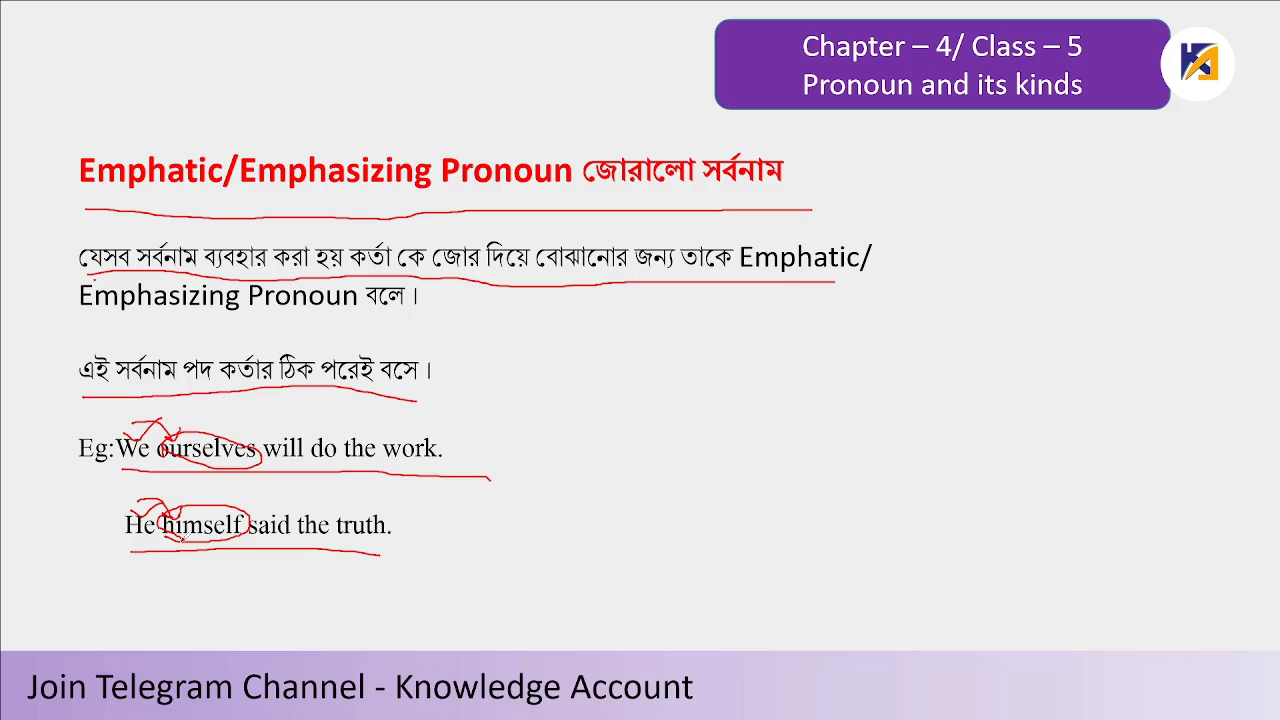 Chapter – 4/ Class – 5
Pronoun and its kinds
Emphatic/Emphasizing Pronoun জোরালো সর্বনাম
যেসব সর্বনাম ব্যবহার করা হয় কর্তা কে জোর দিয়ে বোঝানোর জন্য তাকে Emphatic/
Emphasizing Pronoun বলে।
এই সর্বনাম পদ কর্তার ঠিক পরেই বসে।
Eg:We ourselves will do the work.
He himself said the truth.
Join Telegram Channel - Knowledge Account